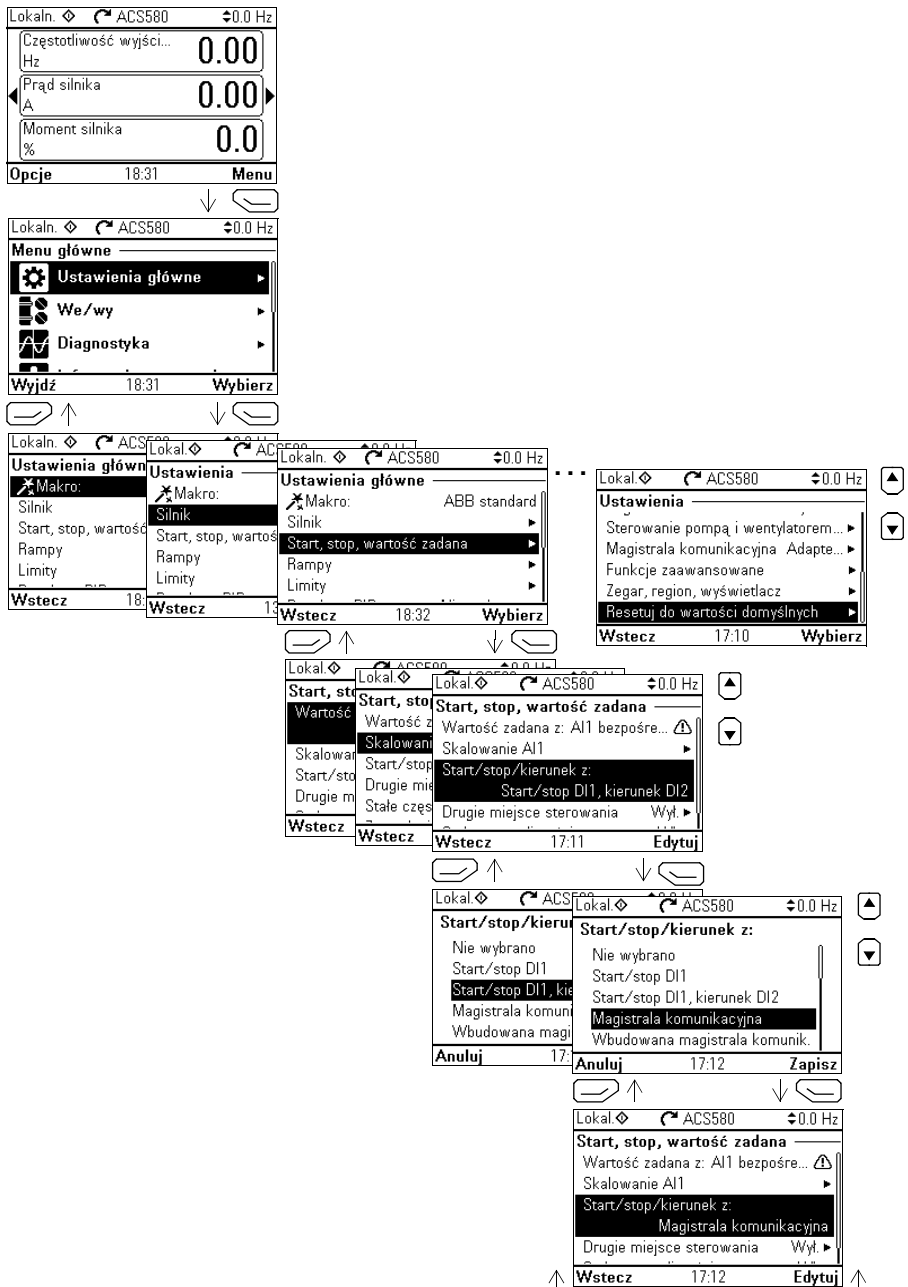 Lokaln. ACS580 0.0 Hz
Częstotliwość wyjści...
Hz 0.00
Prąd silnika
A 0.00
Moment silnika
% 0.0
Opcje 18:31 Menu
Lokaln. ACS580 0.0 Hz
Menu główne
Ustawienia główne
We/wy
Diagnostyka
Wyjdź 18:31 Wybierz
Lokaln. ACS580
Ustawienia główn
Makro:
Silnik
Start, stop, wartość
Rampy
Limity
Wstecz 18:
Lokal.
Ustawienia
Makro:
Silnik
Start, stop, wartoś
Rampy
Limity
Wstecz
Lokaln. ACS580 0.0 Hz
Ustawienia główne
Makro: ABB standard
Silnik
Start, stop, wartość zadana
Rampy
Limity
Wstecz 18:32 Wybierz
...
Lokal. ACS580 0.0 Hz
Ustawienia
Sterowanie pompą i wentylatorem...
Magistrala komunikacyjna Adapte...
Funkcje zaawansowane
Zegar, region, wyświetlacz
Resetuj do wartości domyślnych
Wstecz 17:10 Wybierz
Lokal. ACS580
Start, sto
Wartość
Skalowan
Start/sto
Drugie m
Wstecz
Lokal.
Start, stop
Wartość z
Skalowani
Start/stop
Drugie mie
Stałe częs
Wstecz
Lokal. ACS580 0.0 Hz
Start, stop, wartość zadana
Wartość zadana z: AI1 bezpośre...
Skalowanie AI1
Start/stop/kierunek z:
Start/stop DI1, kierunek DI2
Drugie miejsce sterowania Wył.
Wstecz 17:11 Edytuj
Lokal. ACS580
Start/stop/kierun
Nie wybrano
Start/stop DI1
Start/stop DI1, kie
Magistrala komuni
Wbudowana magi
Anuluj 17:
Lokal. ACS580 0.0 Hz
Start/stop/kierunek z:
Nie wybrano
Start/stop DI1
Start/stop DI1, kierunek DI2
Magistrala komunikacyjna
Wbudowana magistrala komunik.
Anuluj 17:12 Zapisz
Lokal. ACS580 0.0 Hz
Start, stop, wartość zadana
Wartość zadana z: AI1 bezpośre...
Skalowanie AI1
Start/stop/kierunek z:
Magistrala komunikacyjna
Drugie miejsce sterowania Wył.
Wstecz 17:12 Edytuj